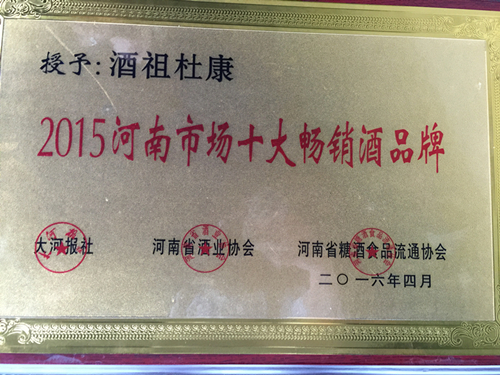 授予：酒祖杜康
2015河南市场十大畅销酒品牌
大河报社 河南省酒业协会 河南省糖酒食品流通协会
二〇一六年四月